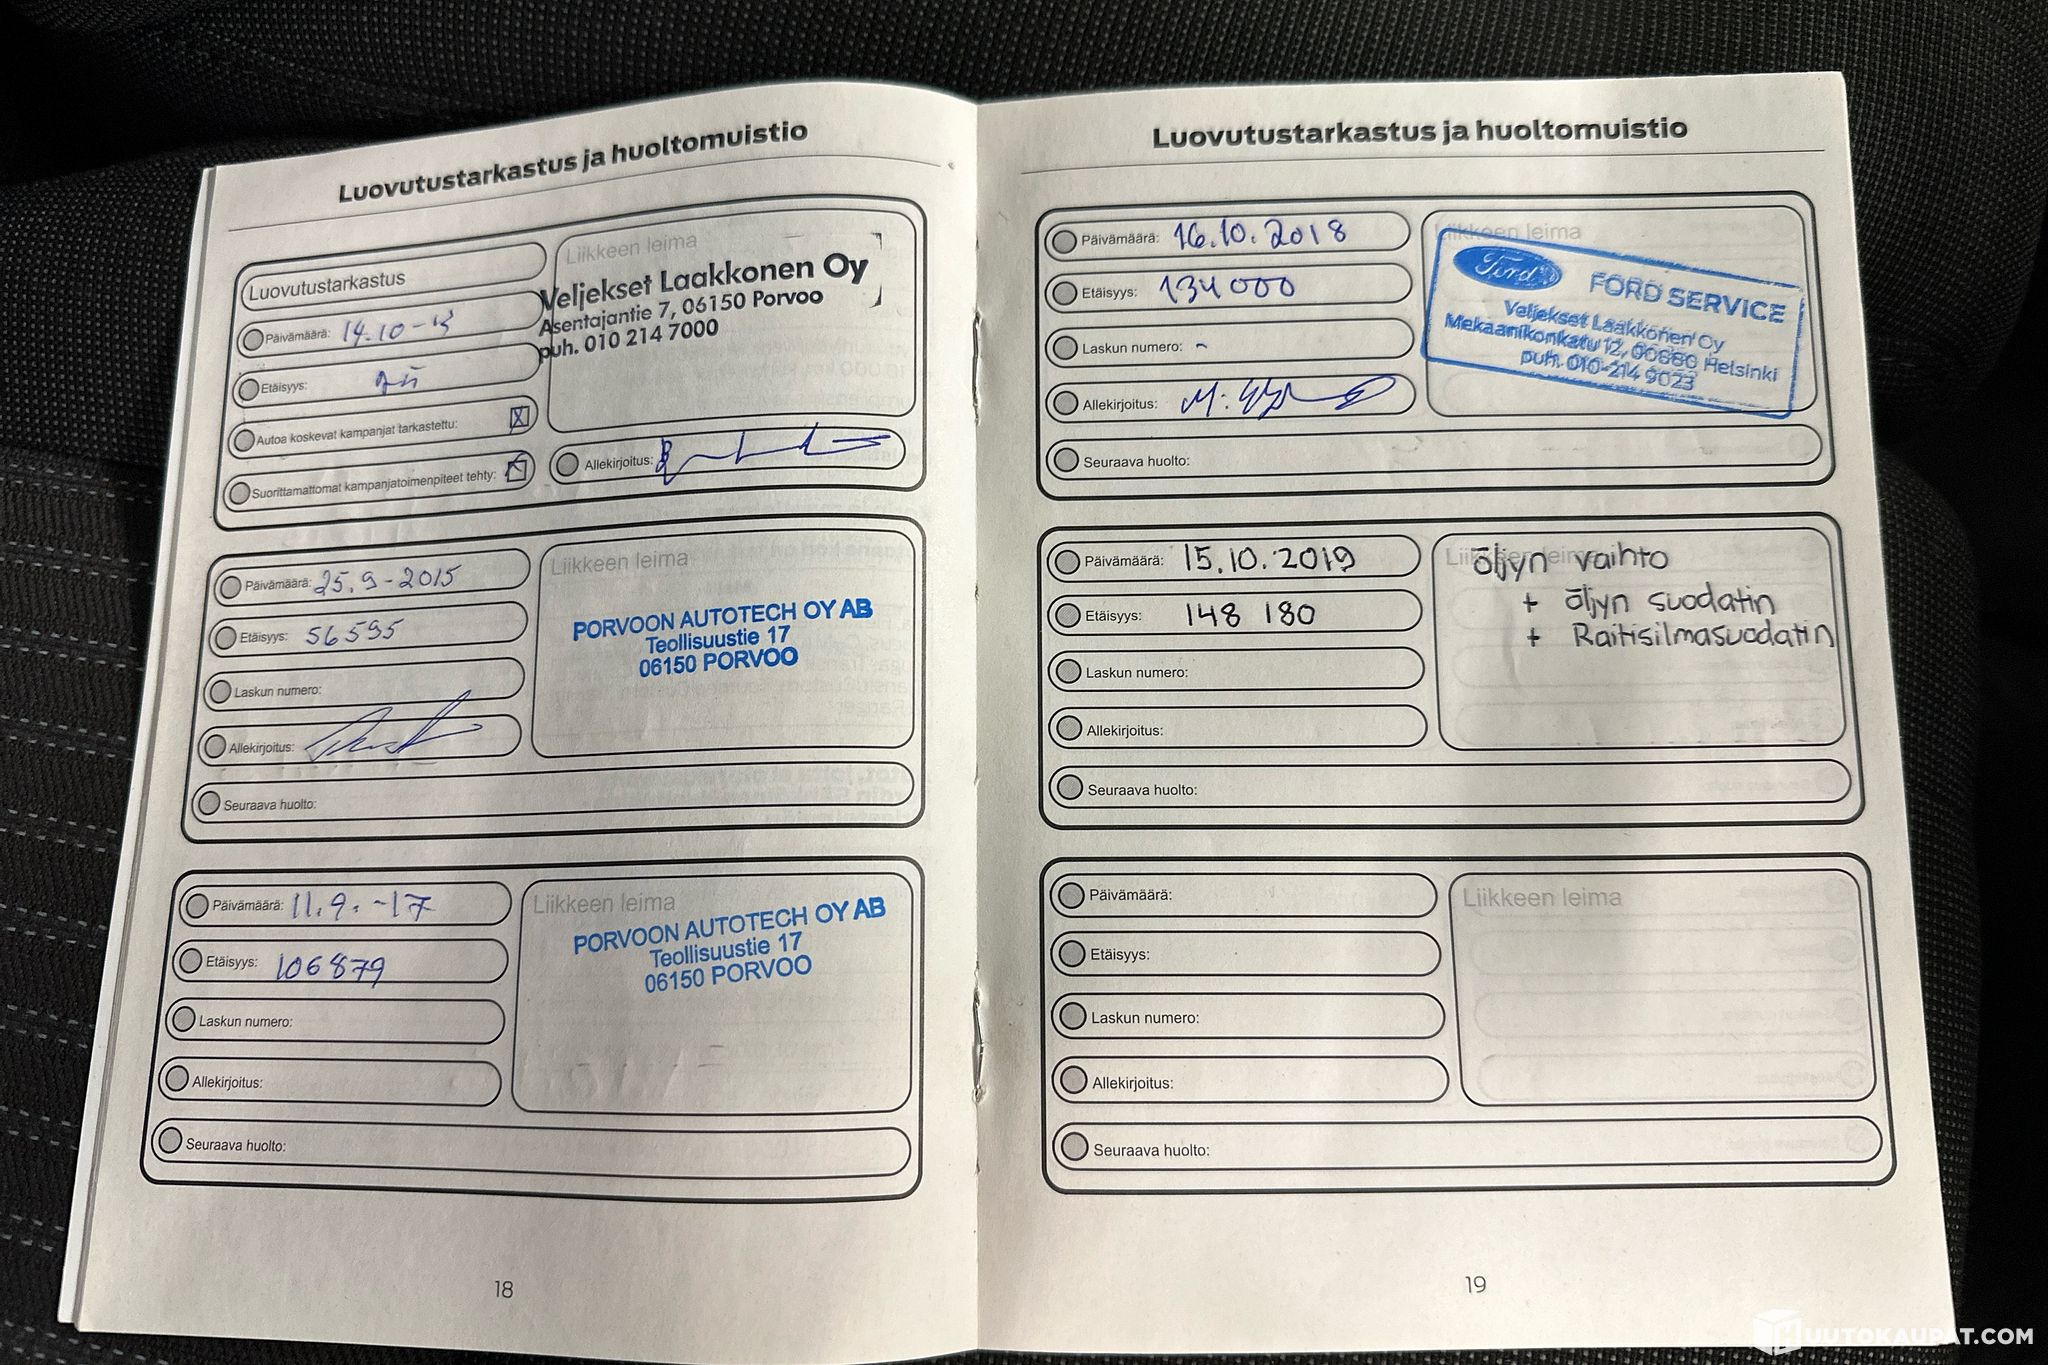 Luovutustarkastus ja huoltomuistio
Luovutustarkastus
Päivämäärä: 14.10-13
Etäisyys:
Autoa koskevat kampanjat tarkastettu:
Suorittamattomat kampanjatoimenpiteet tehty:
Liikkeen leima
Veljekset Laakkonen Oy
Asentajantie 7, 06150 Porvoo
puh. 010 214 7000
Allekirjoitus:
Päivämäärä: 25.9-2015
Etäisyys: 56595
Laskun numero:
Allekirjoitus:
Seuraava huolto:
Liikkeen leima
PORVOON AUTOTECH OY AB
Teollisuustie 17
06150 PORVOO
Päivämäärä: 11.9.-17
Etäisyys: 106879
Laskun numero:
Allekirjoitus:
Seuraava huolto:
Liikkeen leima
PORVOON AUTOTECH OY AB
Teollisuustie 17
06150 PORVOO
18
Luovutustarkastus ja huoltomuistio
Päivämäärä: 16.10.2018
Etäisyys: 134000
Laskun numero: -
Allekirjoitus:
Seuraava huolto:
Liikkeen leima
Ford FORD SERVICE
Veljekset Laakkonen Oy
Mekaanikonkatu 12, 00880 Helsinki
puh. 010-214 9023
Päivämäärä: 15.10.2019
Etäisyys: 148 180
Laskun numero:
Allekirjoitus:
Seuraava huolto:
Liikkeen leima
öljyn vaihto
+ öljyn suodatin
+ Raitisilmasuodatin
Päivämäärä:
Etäisyys:
Laskun numero:
Allekirjoitus:
Seuraava huolto:
Liikkeen leima
19
HUUTOKAUPAT.COM